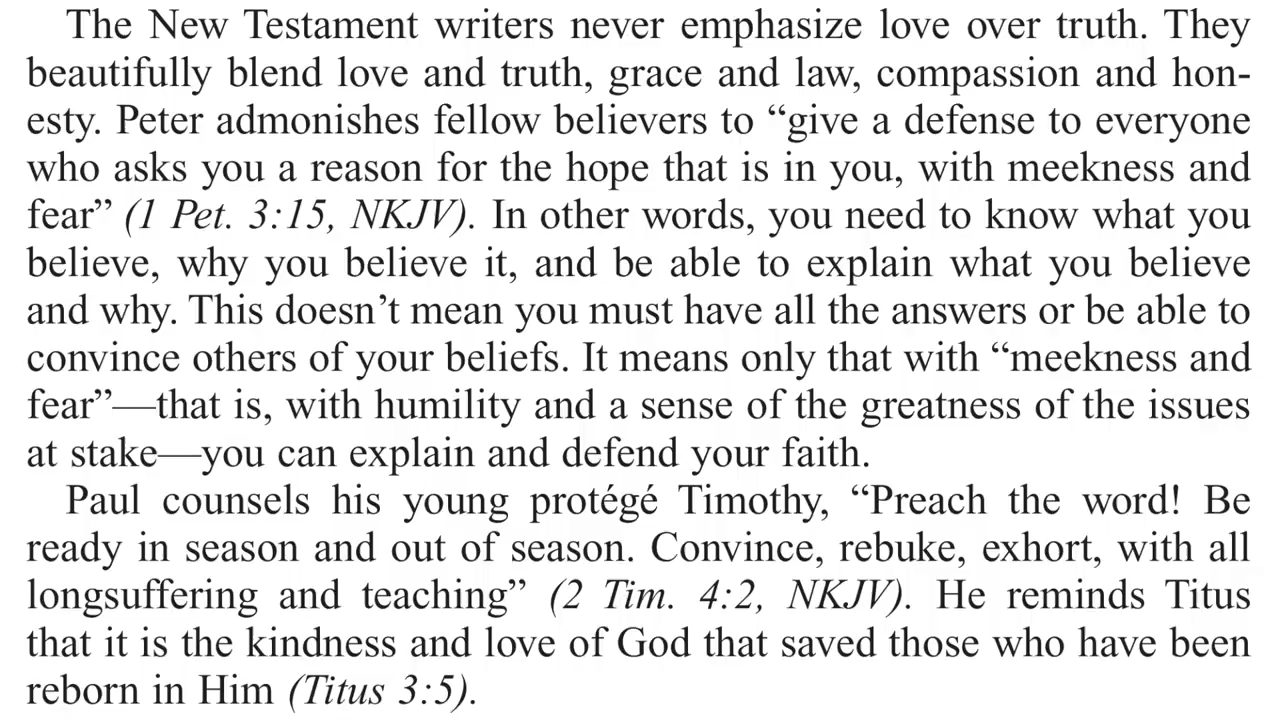 The New Testament writers never emphasize love over truth. They
beautifully blend love and truth, grace and law, compassion and hon-
esty. Peter admonishes fellow believers to “give a defense to everyone
who asks you a reason for the hope that is in you, with meekness and
fear” (1 Pet. 3:15, NKJV). In other words, you need to know what you
believe, why you believe it, and be able to explain what you believe
and why. This doesn’t mean you must have all the answers or be able to
convince others of your beliefs. It means only that with “meekness and
fear”—that is, with humility and a sense of the greatness of the issues
at stake—you can explain and defend your faith.
Paul counsels his young protégé Timothy, “Preach the word! Be
ready in season and out of season. Convince, rebuke, exhort, with all
longsuffering and teaching” (2 Tim. 4:2, NKJV). He reminds Titus
that it is the kindness and love of God that saved those who have been
reborn in Him (Titus 3:5).